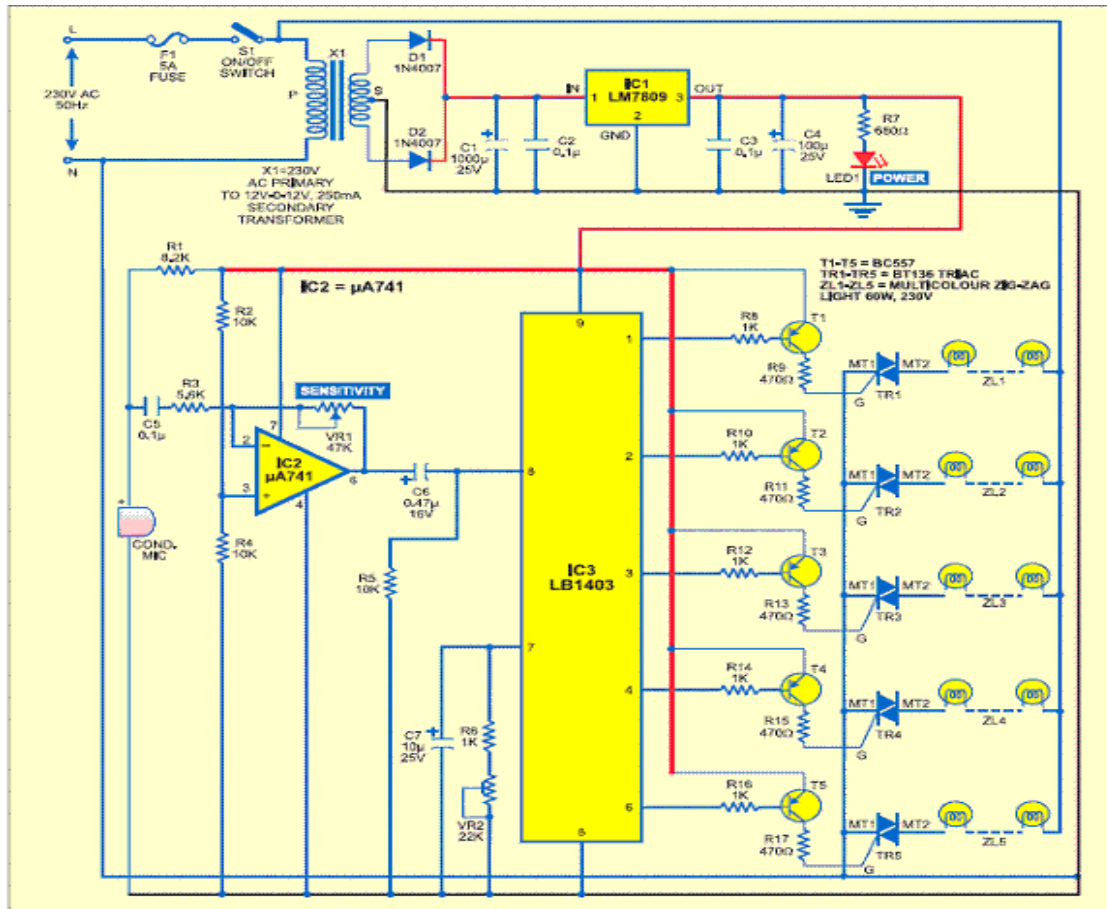 L
F1
5A
FUSE
S1
ON/OFF
SWITCH
230V AC
50Hz
N
P
X1
S
X1=230V
AC PRIMARY
TO 12V-0-12V, 250mA
SECONDARY
TRANSFORMER
D1
1N4007
D2
1N4007
C1
1000µ
25V
C2
0.1µ
IN
1
IC1
LM7809
3
OUT
2
GND
C3
0.1µ
C4
100µ
25V
R7
680Ω
LED1
POWER
R1
8.2K
IC2 = µA741
T1-T5 = BC557
TR1-TR5 = BT136 TRIAC
ZL1-ZL5 = MULTICOLOUR ZIG-ZAG
LIGHT 60W, 230V
R2
10K
R3
5.6K
C5
0.1µ
SENSITIVITY
VR1
47K
7
2
IC2
µA741
3
4
6
C6
0.47µ
16V
COND.
MIC
R4
10K
R5
10K
C7
10µ
25V
R6
1K
VR2
22K
9
8
7
IC3
LB1403
5
1
R8
1K
T1
R9
470Ω
G
MT1
MT2
TR1
ZL1
2
R10
1K
T2
R11
470Ω
G
MT1
MT2
TR2
ZL2
3
R12
1K
T3
R13
470Ω
G
MT1
MT2
TR3
ZL3
4
R14
1K
T4
R15
470Ω
G
MT1
MT2
TR4
ZL4
6
R16
1K
T5
R17
470Ω
G
MT1
MT2
TR5
ZL5